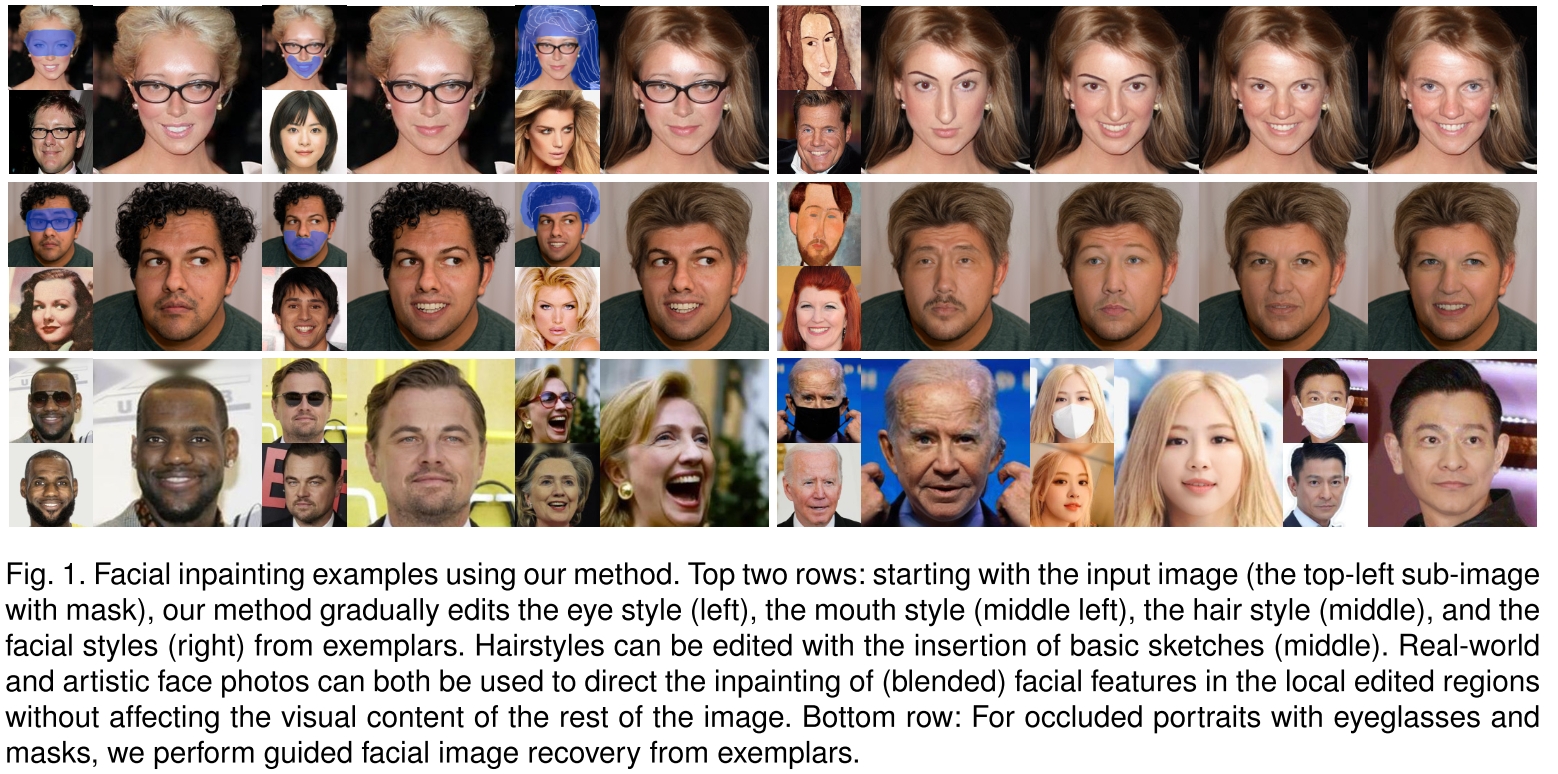 Fig. 1. Facial inpainting examples using our method. Top two rows: starting with the input image (the top-left sub-image
with mask), our method gradually edits the eye style (left), the mouth style (middle left), the hair style (middle), and the
facial styles (right) from exemplars. Hairstyles can be edited with the insertion of basic sketches (middle). Real-world
and artistic face photos can both be used to direct the inpainting of (blended) facial features in the local edited regions
without affecting the visual content of the rest of the image. Bottom row: For occluded portraits with eyeglasses and
masks, we perform guided facial image recovery from exemplars.